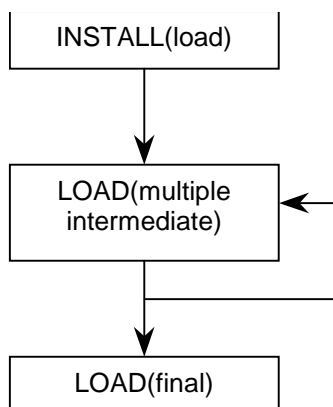 INSTALL(load)
LOAD(multiple
intermediate)
LOAD(final)